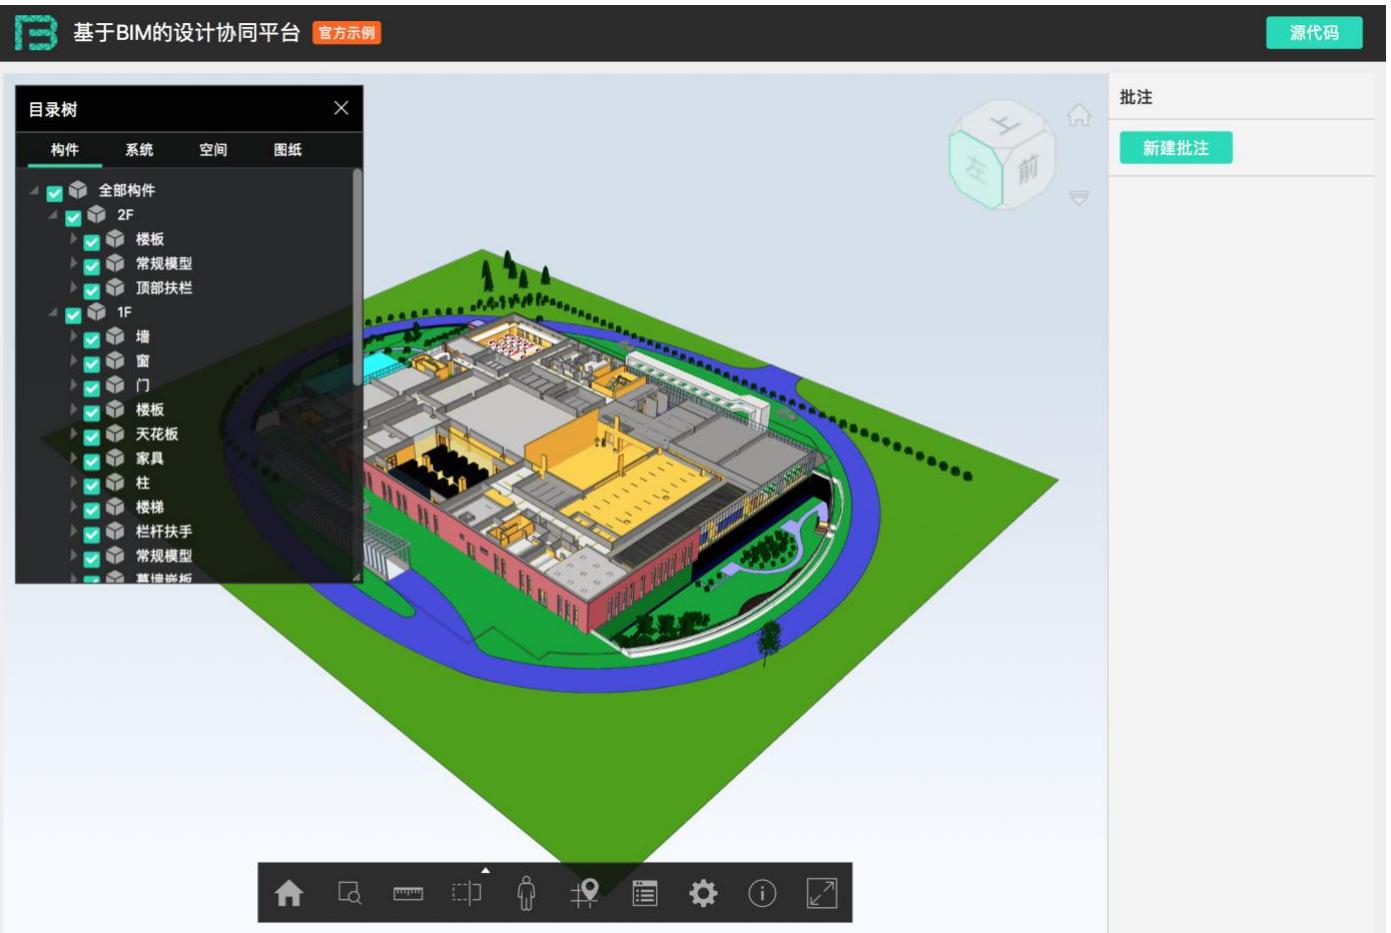 基于BIM的设计协同平台 官方示例
源代码
目录树
构件 系统 空间 图纸
全部构件
2F
楼板
常规模型
顶部扶栏
1F
墙
窗
门
楼板
天花板
家具
柱
楼梯
栏杆扶手
常规模型
幕墙嵌板
上
左 前
批注
新建批注